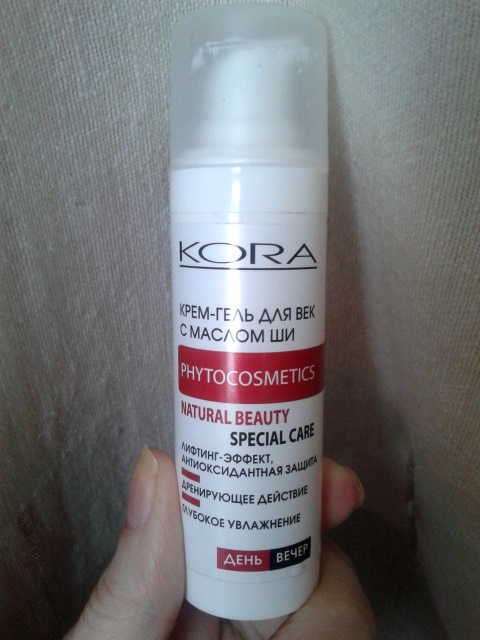 KORA
КРЕМ-ГЕЛЬ ДЛЯ ВЕК
С МАСЛОМ ШИ
PHYTOCOSMETICS
NATURAL BEAUTY
SPECIAL CARE
ЛИФТИНГ-ЭФФЕКТ,
АНТИОКСИДАНТНАЯ ЗАЩИТА
ДРЕНИРУЮЩЕЕ ДЕЙСТВИЕ
ГЛУБОКОЕ УВЛАЖНЕНИЕ
ДЕНЬ ВЕЧЕР